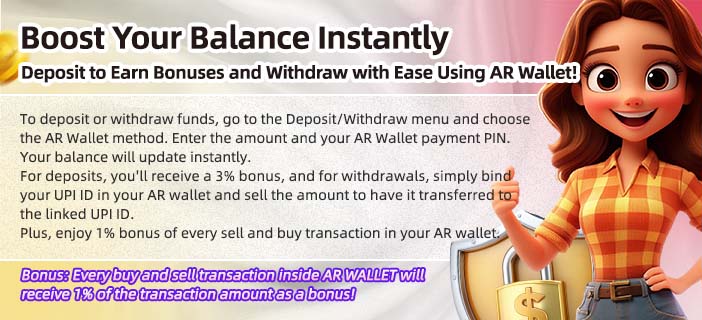 Boost Your Balance Instantly
Deposit to Earn Bonuses and Withdraw with Ease Using AR Wallet!
To deposit or withdraw funds, go to the Deposit/Withdraw menu and choose
the AR Wallet method. Enter the amount and your AR Wallet payment PIN.
Your balance will update instantly.
For deposits, you'll receive a 3% bonus, and for withdrawals, simply bind
your UPI ID in your AR wallet and sell the amount to have it transferred to
the linked UPI ID.
Plus, enjoy 1% bonus of every sell and buy transaction in your AR wallet.
Bonus: Every buy and sell transaction inside AR WALLET will
receive 1% of the transaction amount as a bonus!
$